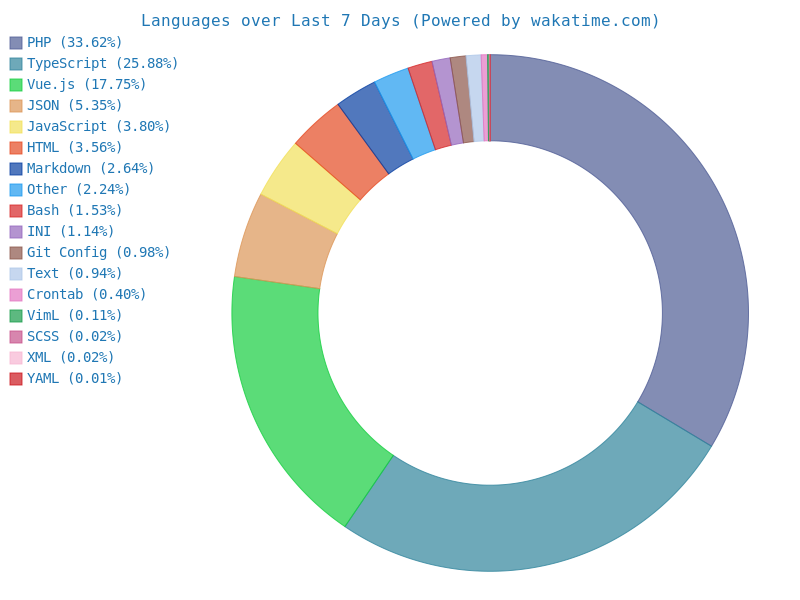 Languages over Last 7 Days (Powered by wakatime.com)
PHP (33.62%)
TypeScript (25.88%)
Vue.js (17.75%)
JSON (5.35%)
JavaScript (3.80%)
HTML (3.56%)
Markdown (2.64%)
Other (2.24%)
Bash (1.53%)
INI (1.14%)
Git Config (0.98%)
Text (0.94%)
Crontab (0.40%)
VimL (0.11%)
SCSS (0.02%)
XML (0.02%)
YAML (0.01%)